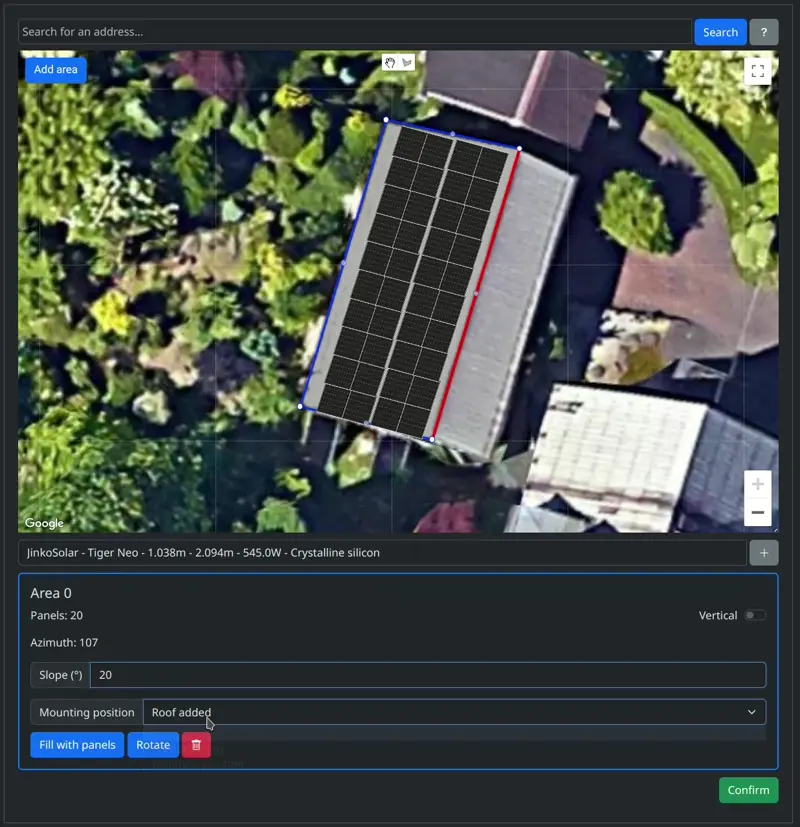 Search for an address...
Search
?
Add area
Google
JinkoSolar - Tiger Neo - 1.038m - 2.094m - 545.0W - Crystalline silicon
+
Area 0
Panels: 20
Vertical
Azimuth: 107
Slope (°)
20
Mounting position
Roof added
Fill with panels
Rotate
Confirm